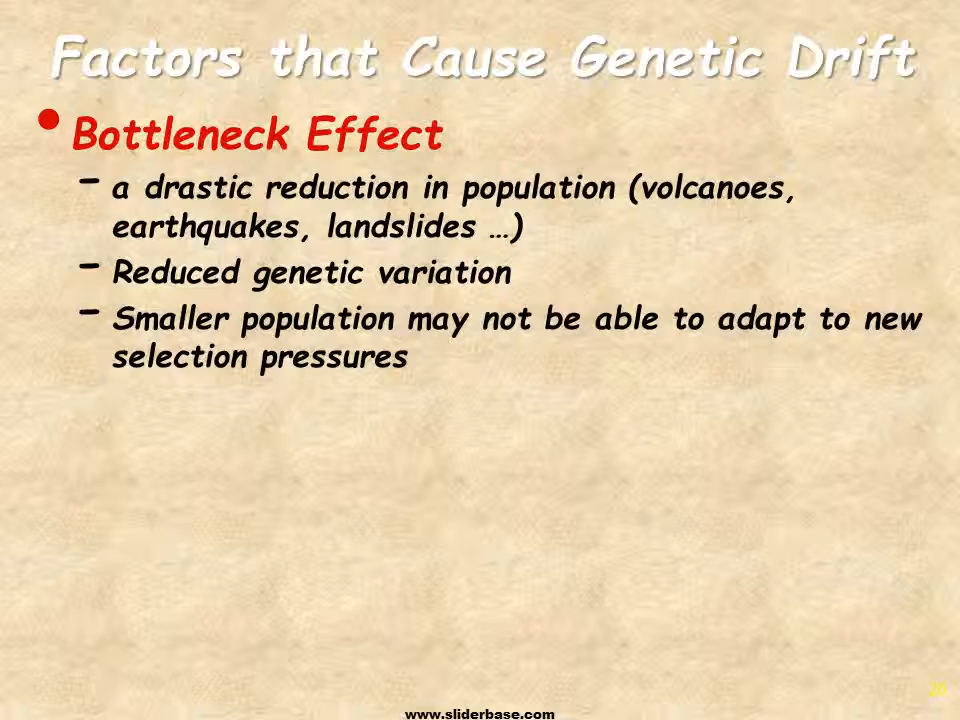 Factors that Cause Genetic Drift
• Bottleneck Effect
– a drastic reduction in population (volcanoes,
earthquakes, landslides …)
– Reduced genetic variation
– Smaller population may not be able to adapt to new
selection pressures
www.sliderbase.com